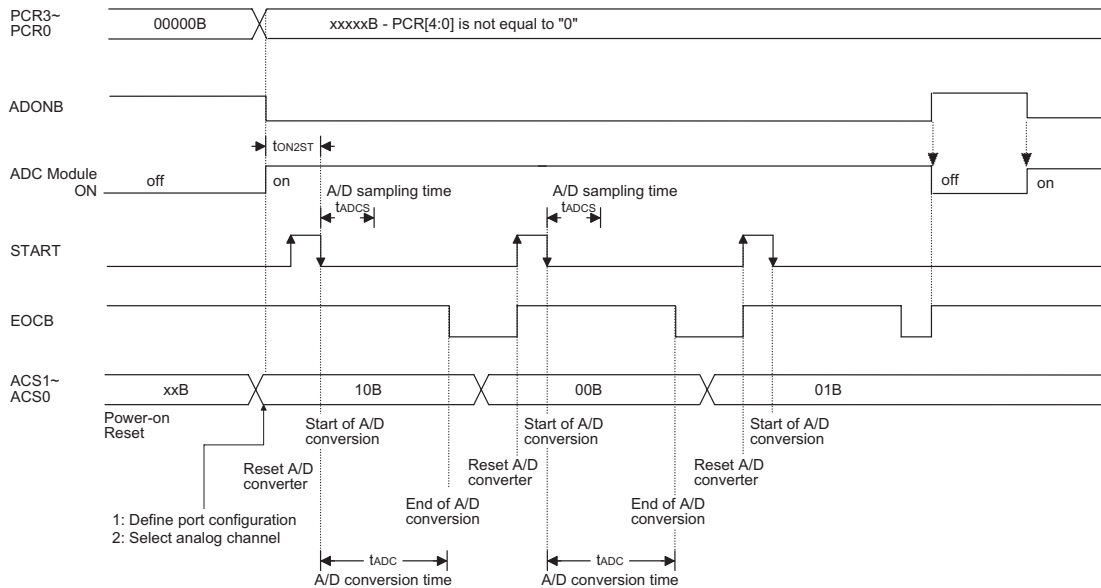 PCR3~
PCR0
00000B
xxxxxB - PCR[4:0] is not equal to "0"
ADONB
tON2ST
ADC Module
ON
off
on
off
on
A/D sampling time
tADCS
A/D sampling time
tADCS
START
EOCB
ACS1~
ACS0
xxB
10B
00B
01B
Power-on
Reset
Start of A/D
conversion
Start of A/D
conversion
Start of A/D
conversion
Reset A/D
converter
Reset A/D
converter
Reset A/D
converter
End of A/D
conversion
End of A/D
conversion
1: Define port configuration
2: Select analog channel
tADC
A/D conversion time
tADC
A/D conversion time